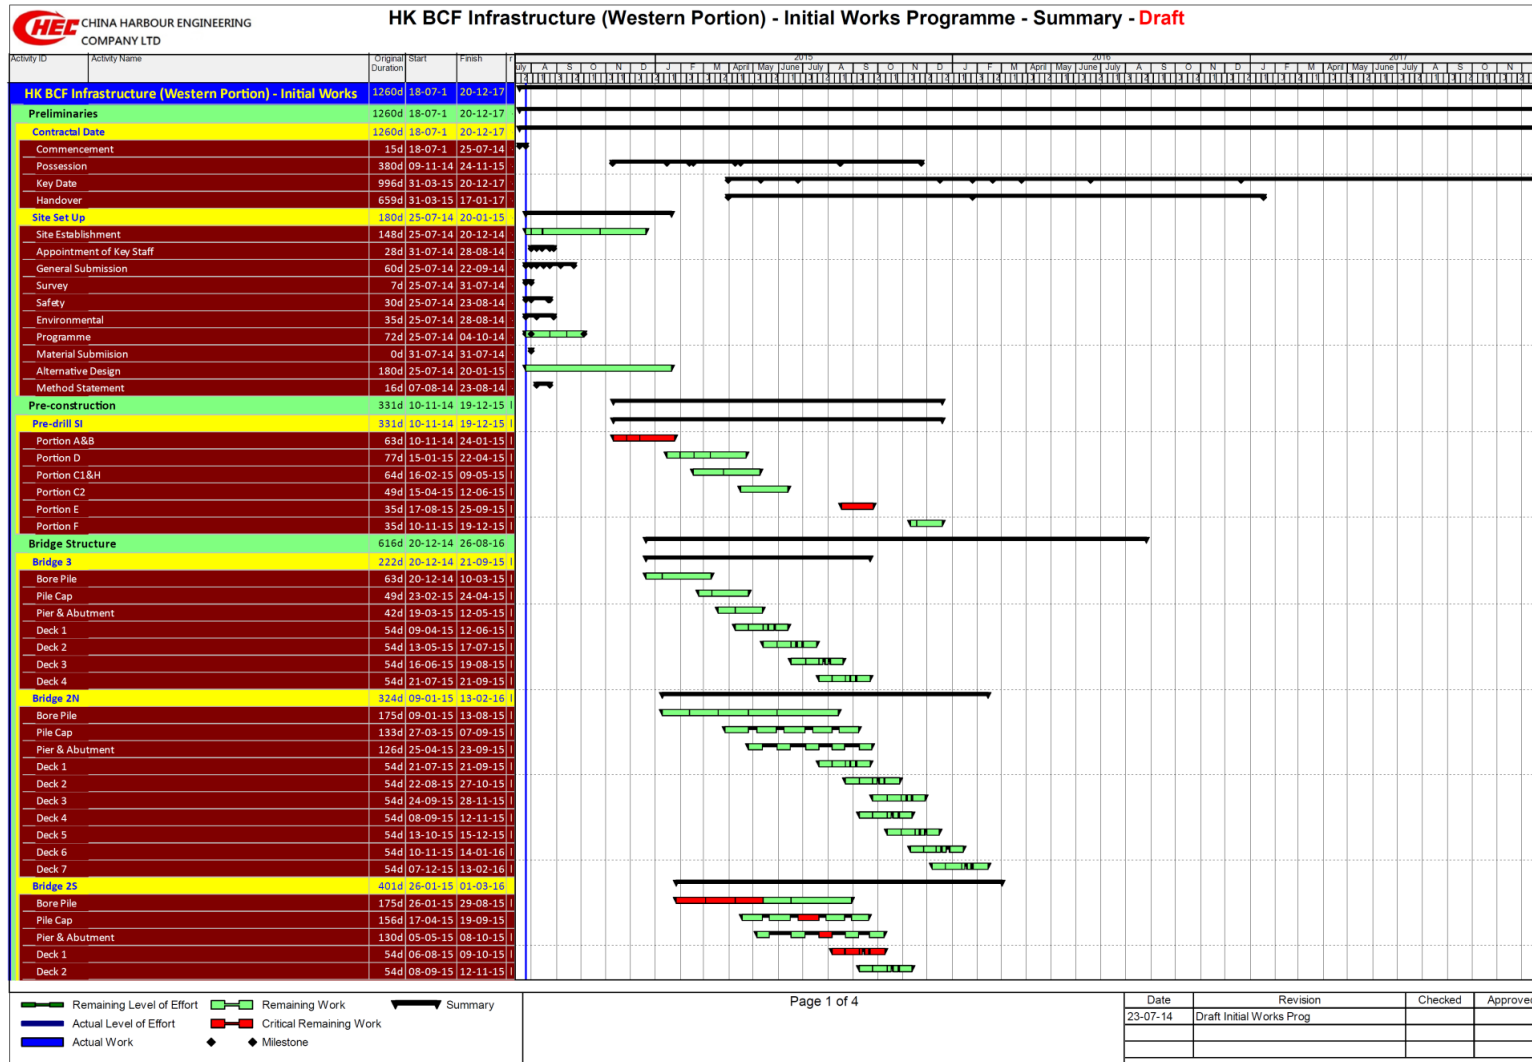 CHEC CHINA HARBOUR ENGINEERING COMPANY LTD
HK BCF Infrastructure (Western Portion) - Initial Works Programme - Summary - Draft
Activity ID Activity Name Original Duration Start Finish
2015 2016 2017
uly A S O N D J F M April May June July A S O N D J F M April May June July A S O N D J F M April May June July A S O N
HK BCF Infrastructure (Western Portion) - Initial Works 1260d 18-07-1 20-12-17
Preliminaries 1260d 18-07-1 20-12-17
Contractal Date 1260d 18-07-1 20-12-17
Commencement 15d 18-07-1 25-07-14
Possession 380d 09-11-14 24-11-15
Key Date 996d 31-03-15 20-12-17
Handover 659d 31-03-15 17-01-17
Site Set Up 180d 25-07-14 20-01-15
Site Establishment 148d 25-07-14 20-12-14
Appointment of Key Staff 28d 31-07-14 28-08-14
General Submission 60d 25-07-14 22-09-14
Survey 7d 25-07-14 31-07-14
Safety 30d 25-07-14 23-08-14
Environmental 35d 25-07-14 28-08-14
Programme 72d 25-07-14 04-10-14
Material Submiision 0d 31-07-14 31-07-14
Alternative Design 180d 25-07-14 20-01-15
Method Statement 16d 07-08-14 23-08-14
Pre-construction 331d 10-11-14 19-12-15
Pre-drill SI 331d 10-11-14 19-12-15
Portion A&B 63d 10-11-14 24-01-15
Portion D 77d 15-01-15 22-04-15
Portion C1&H 64d 16-02-15 09-05-15
Portion C2 49d 15-04-15 12-06-15
Portion E 35d 17-08-15 25-09-15
Portion F 35d 10-11-15 19-12-15
Bridge Structure 616d 20-12-14 26-08-16
Bridge 3 222d 20-12-14 21-09-15
Bore Pile 63d 20-12-14 10-03-15
Pile Cap 49d 23-02-15 24-04-15
Pier & Abutment 42d 19-03-15 12-05-15
Deck 1 54d 09-04-15 12-06-15
Deck 2 54d 13-05-15 17-07-15
Deck 3 54d 16-06-15 19-08-15
Deck 4 54d 21-07-15 21-09-15
Bridge 2N 324d 09-01-15 13-02-16
Bore Pile 175d 09-01-15 13-08-15
Pile Cap 133d 27-03-15 07-09-15
Pier & Abutment 126d 25-04-15 23-09-15
Deck 1 54d 21-07-15 21-09-15
Deck 2 54d 22-08-15 27-10-15
Deck 3 54d 24-09-15 28-11-15
Deck 4 54d 08-09-15 12-11-15
Deck 5 54d 13-10-15 15-12-15
Deck 6 54d 10-11-15 14-01-16
Deck 7 54d 07-12-15 13-02-16
Bridge 2S 401d 26-01-15 01-03-16
Bore Pile 175d 26-01-15 29-08-15
Pile Cap 156d 17-04-15 19-09-15
Pier & Abutment 130d 05-05-15 08-10-15
Deck 1 54d 06-08-15 09-10-15
Deck 2 54d 08-09-15 12-11-15
Remaining Level of Effort Remaining Work Summary
Actual Level of Effort Critical Remaining Work
Actual Work Milestone
Page 1 of 4
Date Revision Checked Approved
23-07-14 Draft Initial Works Prog